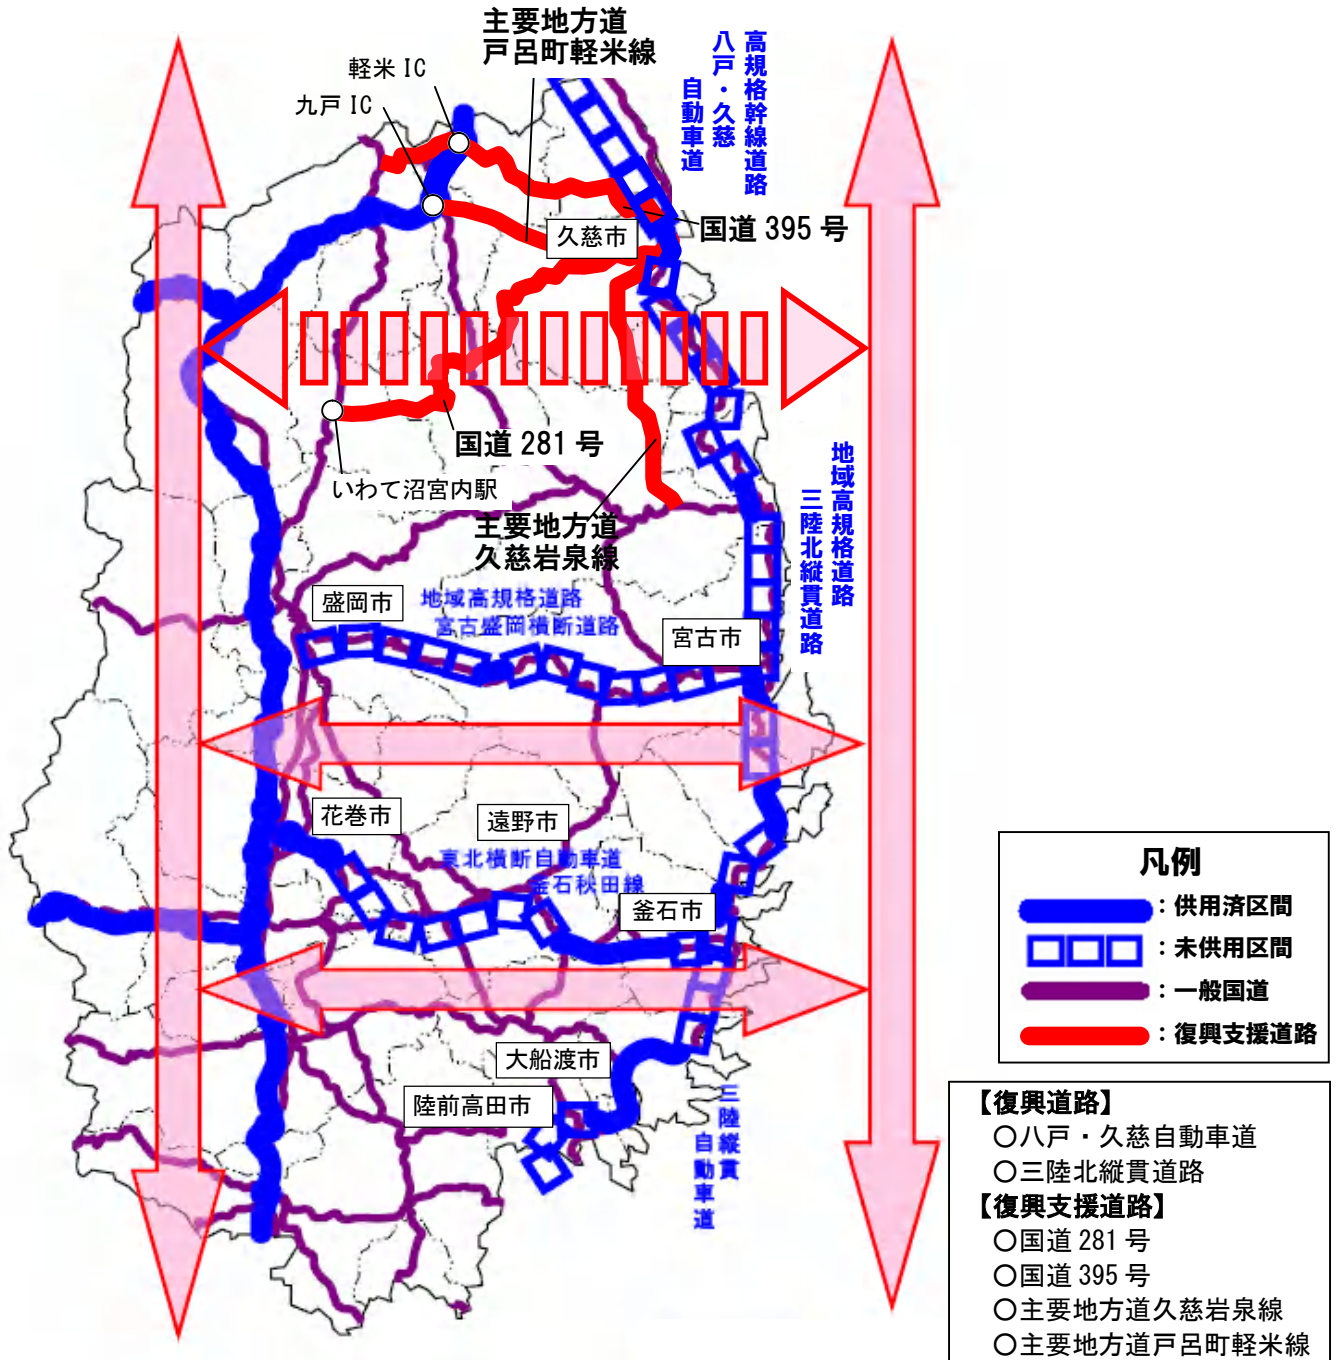 主要地方道
戸呂町軽米線
軽米 IC
九戸 IC
高規格幹線道路
八戸・久慈
自動車道
久慈市
国道 395 号
国道 281 号
いわて沼宮内駅
主要地方道
久慈岩泉線
地域高規格道路
三陸北縦貫道路
盛岡市
地域高規格道路
宮古盛岡横断道路
宮古市
花巻市
遠野市
東北横断自動車道
釜石秋田線
釜石市
大船渡市
陸前高田市
三陸縦貫
自動車道
凡例
：供用済区間
：未供用区間
：一般国道
：復興支援道路
【復興道路】
○八戸・久慈自動車道
○三陸北縦貫道路
【復興支援道路】
○国道 281 号
○国道 395 号
○主要地方道久慈岩泉線
○主要地方道戸呂町軽米線